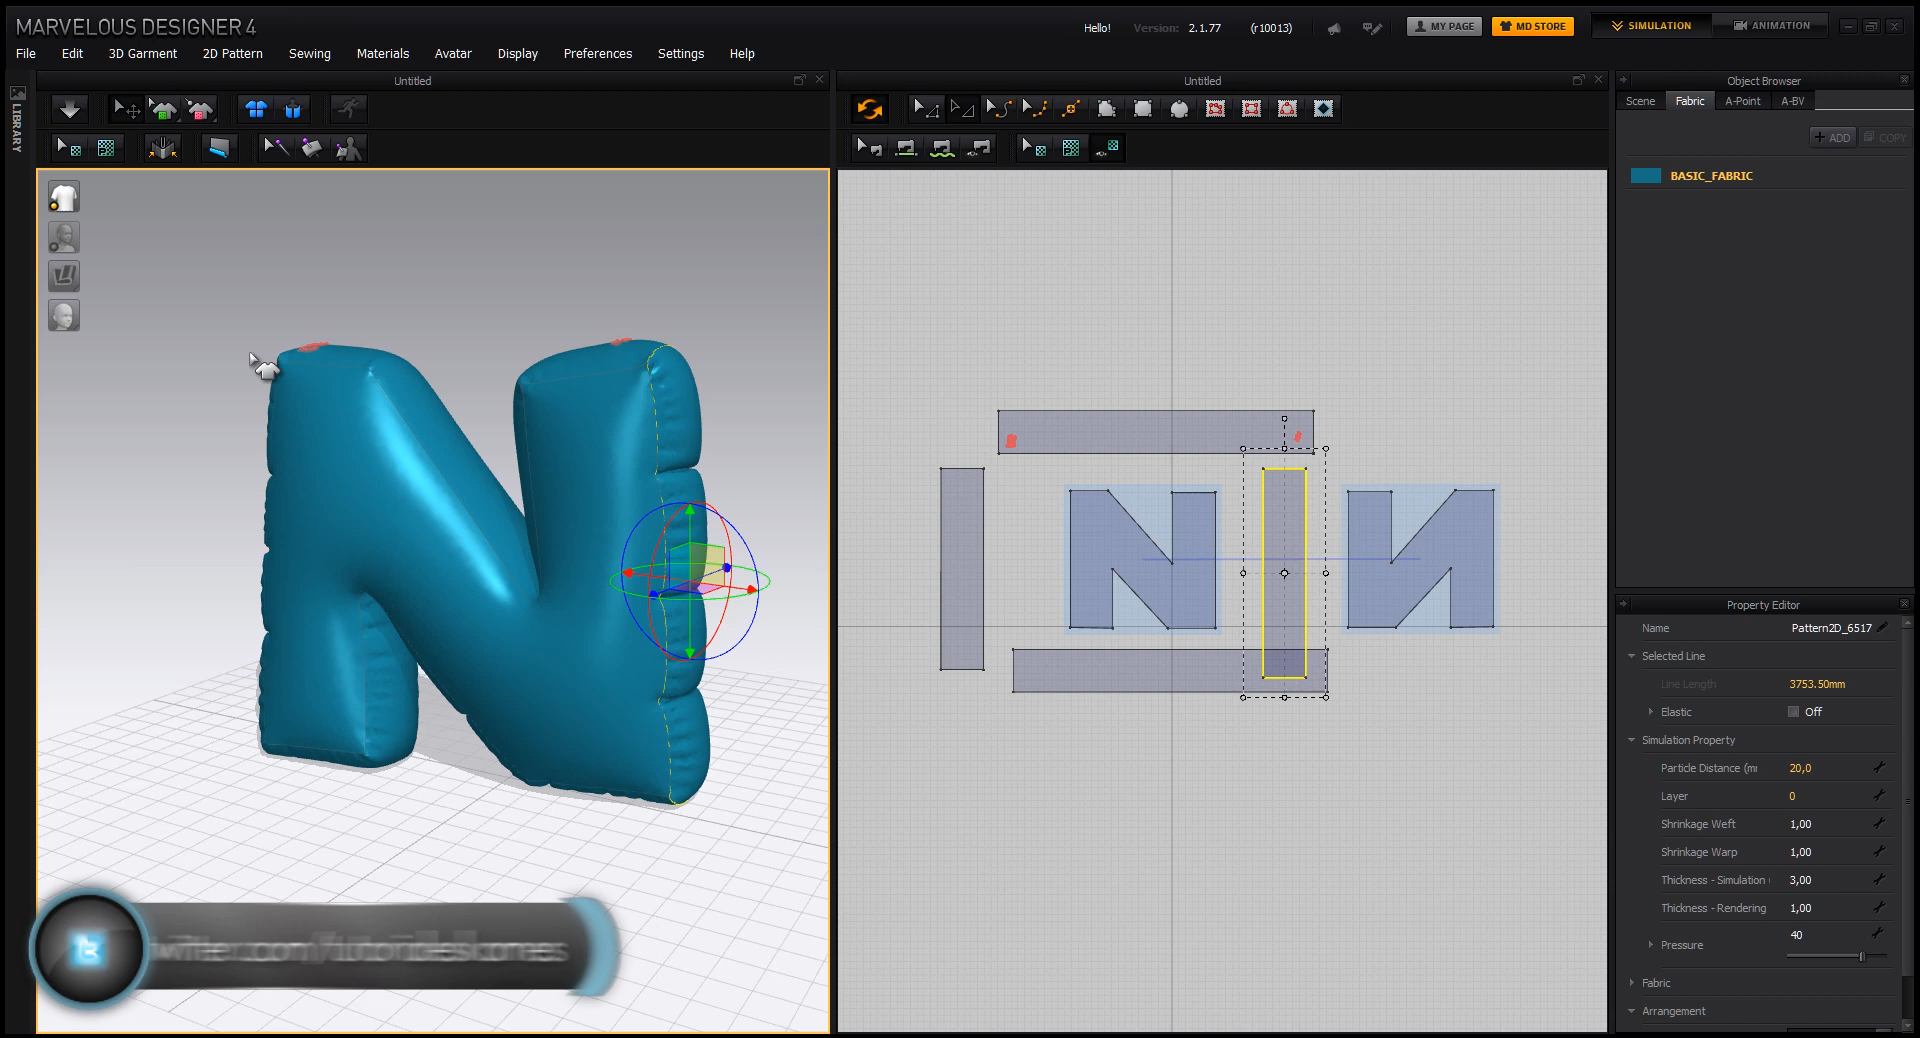 MARVELOUS DESIGNER 4
Hello!
Version: 2.1.77 (r10013)
MY PAGE
MD STORE
SIMULATION
ANIMATION
File Edit 3D Garment 2D Pattern Sewing Materials Avatar Display Preferences Settings Help
LIBRARY
Untitled
Untitled
Object Browser
Scene Fabric A-Point A-BV
+ ADD
COPY
BASIC_FABRIC
Property Editor
Name Pattern2D_6517
Selected Line
Line Length 3753.50mm
Elastic Off
Simulation Property
Particle Distance (m
20,0
Layer 0
Shrinkage Weft 1,00
Shrinkage Warp 1,00
Thickness - Simulation
3,00
Thickness - Rendering 1,00
Pressure 40
Fabric
Arrangement